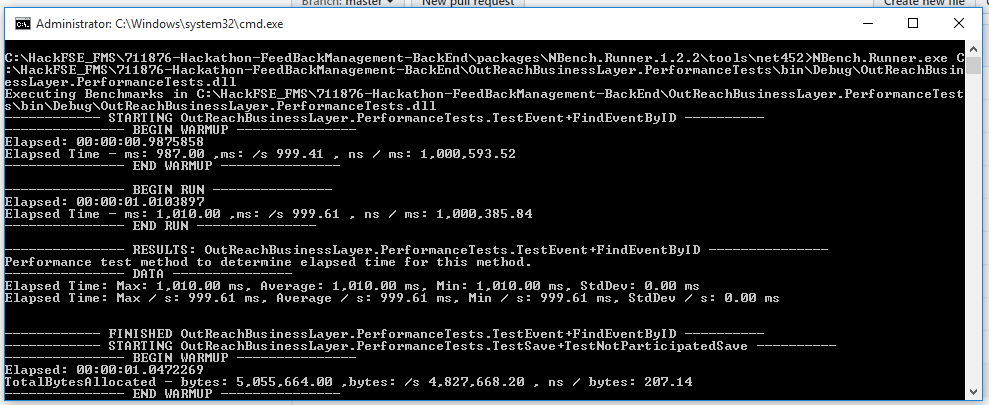 Branch: master
New pull request
Create new file
Administrator: C:\Windows\system32\cmd.exe
C:\HackFSE_FMS\711876-Hackathon-FeedBackManagement-BackEnd\packages\NBench.Runner.1.2.2\tools\net452>NBench.Runner.exe C
:\HackFSE_FMS\711876-Hackathon-FeedBackManagement-BackEnd\OutReachBusinessLayer.PerformanceTests\bin\Debug\OutReachBusin
essLayer.PerformanceTests.dll
Executing Benchmarks in C:\HackFSE_FMS\711876-Hackathon-FeedBackManagement-BackEnd\OutReachBusinessLayer.PerformanceTest
s\bin\Debug\OutReachBusinessLayer.PerformanceTests.dll
------------ STARTING OutReachBusinessLayer.PerformanceTests.TestEvent+FindEventByID ----------
--------------- BEGIN WARMUP ---------------
Elapsed: 00:00:00.9875858
Elapsed Time - ms: 987.00 ,ms: /s 999.41 , ns / ms: 1,000,593.52
--------------- END WARMUP ---------------
--------------- BEGIN RUN ---------------
Elapsed: 00:00:01.0103897
Elapsed Time - ms: 1,010.00 ,ms: /s 999.61 , ns / ms: 1,000,385.84
--------------- END RUN ---------------
--------------- RESULTS: OutReachBusinessLayer.PerformanceTests.TestEvent+FindEventByID ---------------
Performance test method to determine elapsed time for this method.
--------------- DATA ---------------
Elapsed Time: Max: 1,010.00 ms, Average: 1,010.00 ms, Min: 1,010.00 ms, StdDev: 0.00 ms
Elapsed Time: Max / s: 999.61 ms, Average / s: 999.61 ms, Min / s: 999.61 ms, StdDev / s: 0.00 ms
------------ FINISHED OutReachBusinessLayer.PerformanceTests.TestEvent+FindEventByID ----------
------------ STARTING OutReachBusinessLayer.PerformanceTests.TestSave+TestNotParticipatedSave ----------
--------------- BEGIN WARMUP ---------------
Elapsed: 00:00:01.0472269
TotalBytesAllocated - bytes: 5,055,664.00 ,bytes: /s 4,827,668.20 , ns / bytes: 207.14
--------------- END WARMUP ---------------